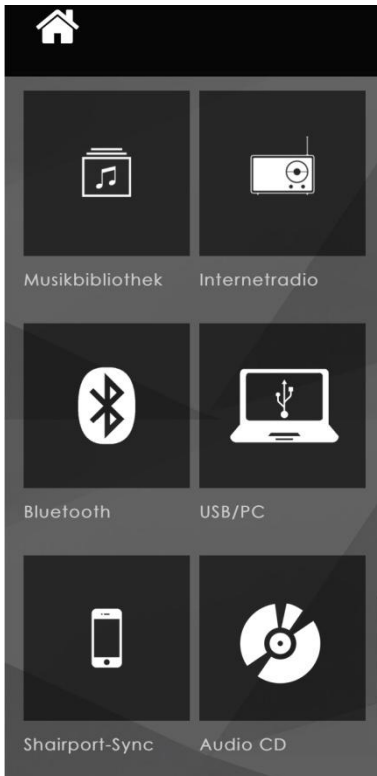 Musikbibliothek
Internetradio
Bluetooth
USB/PC
Shairport-Sync
Audio CD